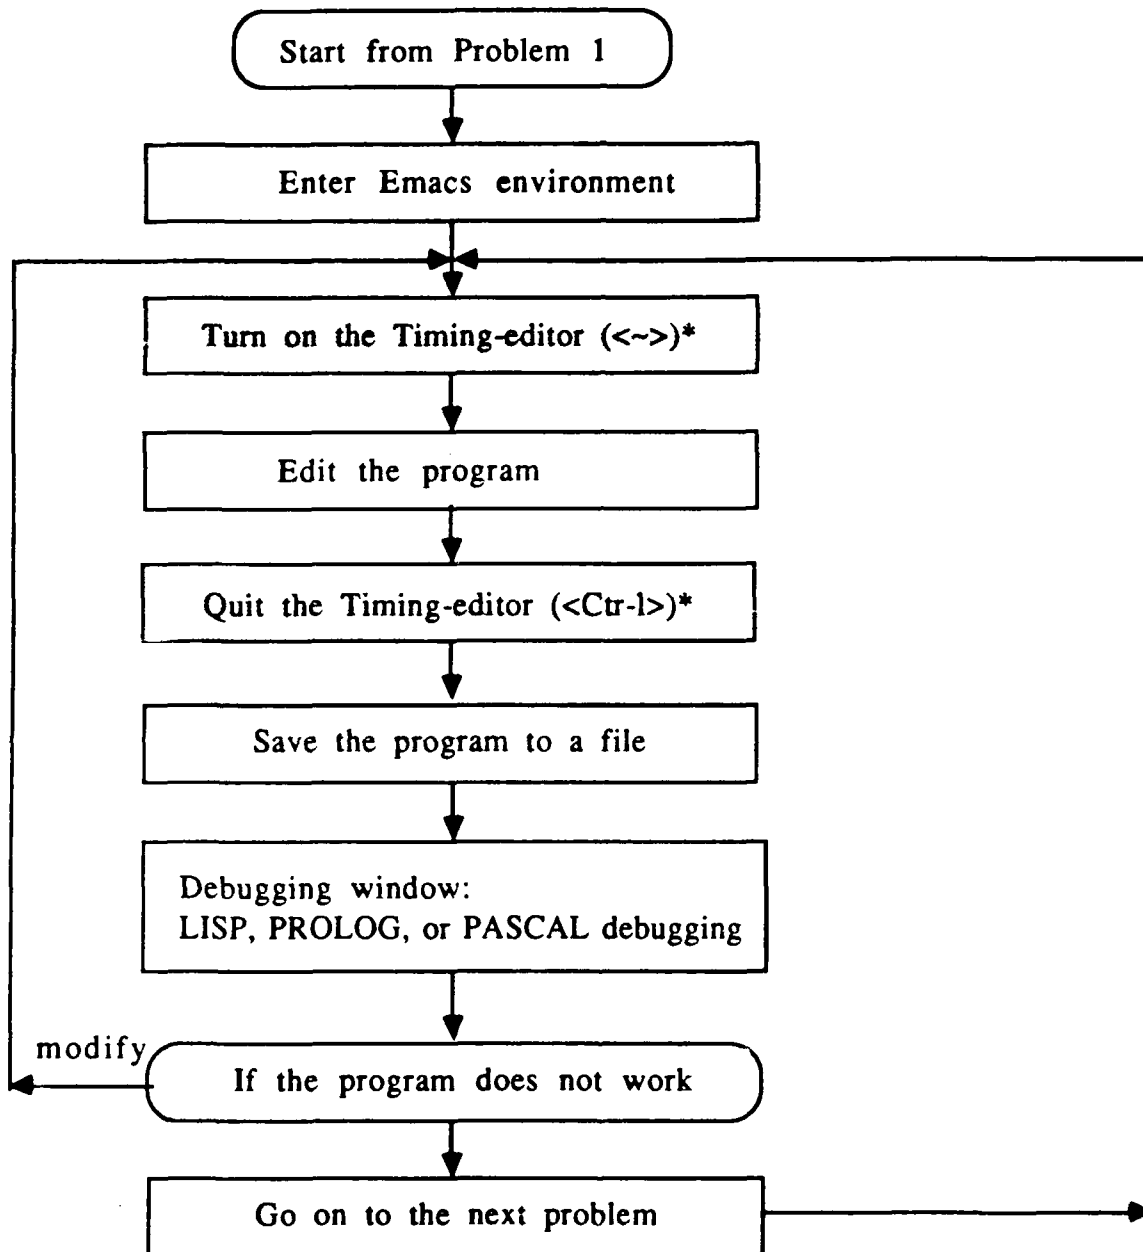 Start from Problem 1
Enter Emacs environment
Turn on the Timing-editor (<~>)*
Edit the program
Quit the Timing-editor (<Ctr-l>)*
Save the program to a file
Debugging window:
LISP, PROLOG, or PASCAL debugging
modify
If the program does not work
Go on to the next problem